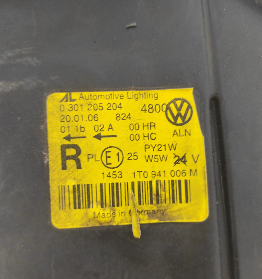 AL Automotive Lighting
0 301 205 204 4800
20.01.06 824
01 1b 02 A 00 HR
00 HC ALN
R PL E1 25 PY21W
W5W 24 V
1453 1T0 941 006 M
Made in Germany